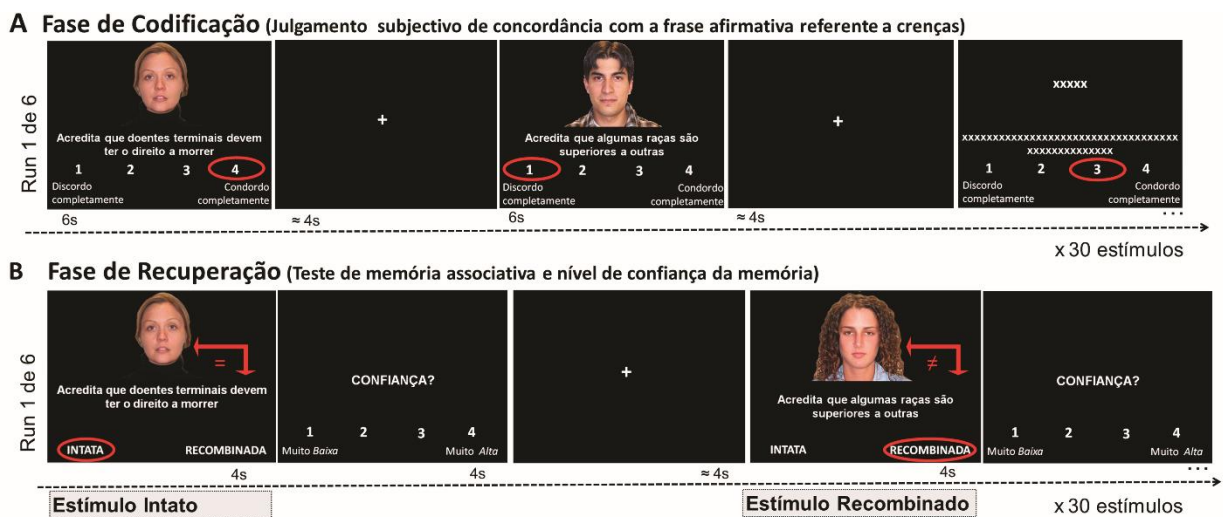 A Fase de Codificação (Julgamento subjectivo de concordância com a frase afirmativa referente a crenças)
Run 1 de 6
Acredita que doentes terminais devem
ter o direito a morrer
1 2 3 4
Discordo
completamente
Condordo
completamente
6s
+
≈ 4s
Acredita que algumas raças são
superiores a outras
1 2 3 4
Discordo
completamente
Condordo
completamente
6s
+
≈ 4s
xxxxx
xxxxxxxxxxxxxxxxxxxxxxxxxxxxxxxxxxx
xxxxxxxxxxxxxx
1 2 3 4
Discordo
completamente
Condordo
completamente
...
x 30 estímulos
B Fase de Recuperação (Teste de memória associativa e nível de confiança da memória)
Run 1 de 6
=
Acredita que doentes terminais devem
ter o direito a morrer
INTATA RECOMBINADA
4s
CONFIANÇA?
1 2 3 4
Muito Baixa Muito Alta
4s
+
≈ 4s
≠
Acredita que algumas raças são
superiores a outras
INTATA RECOMBINADA
4s
CONFIANÇA?
1 2 3 4
Muito Baixa Muito Alta
...
Estímulo Intato
Estímulo Recombinado
x 30 estímulos